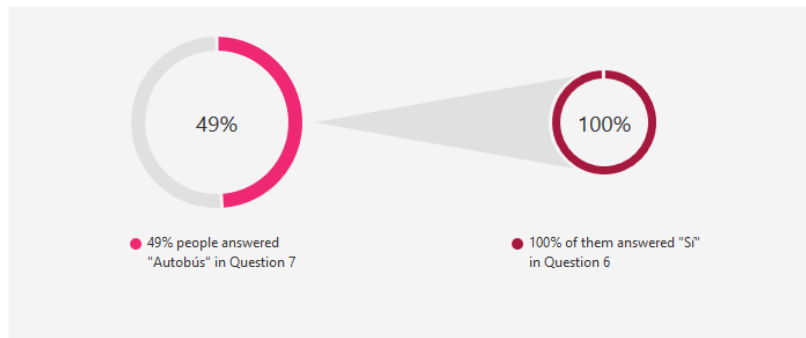 49%
100%
49% people answered
"Autobús" in Question 7
100% of them answered "Sí"
in Question 6